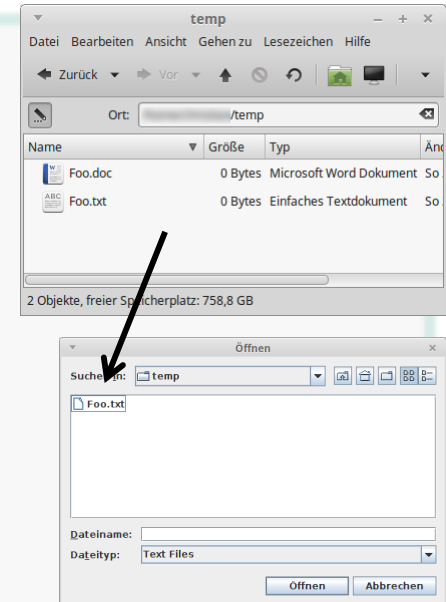 temp
Datei Bearbeiten Ansicht Gehen zu Lesezeichen Hilfe
Zurück Vor
Ort: /temp
Name Größe Typ Änd
Foo.doc 0 Bytes Microsoft Word Dokument So
Foo.txt 0 Bytes Einfaches Textdokument So
2 Objekte, freier Speicherplatz: 758,8 GB
Öffnen
Suchen in: temp
Foo.txt
Dateiname:
Dateityp: Text Files
Öffnen Abbrechen